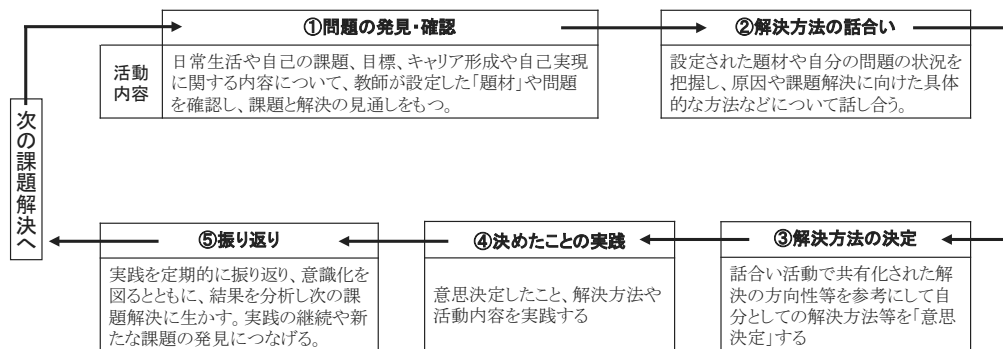 ①問題の発見・確認
活動
内容
日常生活や自己の課題、目標、キャリア形成や自己実現
に関する内容について、教師が設定した「題材」や問題
を確認し、課題と解決の見通しをもつ。
②解決方法の話合い
設定された題材や自分の問題の状況を
把握し、原因や課題解決に向けた具体
的な方法などについて話し合う。
③解決方法の決定
話合い活動で共有化された解
決の方向性等を参考にして自
分としての解決方法等を「意思
決定」する
④決めたことの実践
意思決定したこと、解決方法や
活動内容を実践する
⑤振り返り
実践を定期的に振り返り、意識化を
図るとともに、結果を分析し次の課
題解決に生かす。実践の継続や新
たな課題の発見につなげる。
次の課題解決へ